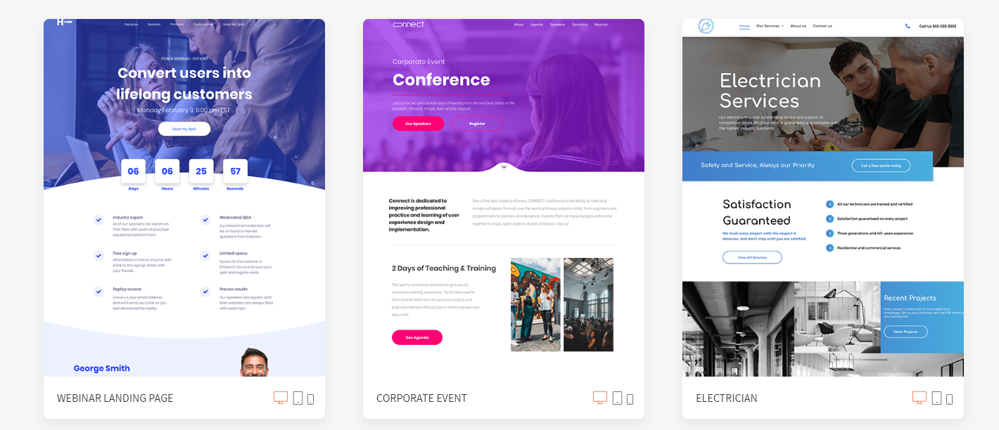 Features Speaker Partners Testimonial Save My Spot
POWER WEBINAR - EDITION 1
Convert users into
lifelong customers
Monday February 3, 6:00 pm EST
Save my Spot
06 06 25 57
Days Hours Minutes Seconds
Industry expert
All of our speakers are experts in
their field, with years of practical
experience behind them.
Moderated Q&A
A professional moderator will
be on hand to handle
questions from listeners.
Free sign up
Attendance is free to anyone with
a link to the signup. Share with
your friends.
Limited space
Space for the webinar is
limited to be sure to save your
spot and register early.
Replay access
Leave us your email address
and we'll send you a link so you
can download the replay.
Proven results
Our speakers are experts, and
their webinars are always filled
with useful tips.
George Smith
WEBINAR LANDING PAGE
connect
About Agenda Speakers Sponsors Register
Corporate Event
Conference
Join us for two jam-packed days of learning from the very best minds in the
business. Network, mingle, learn and be inspired.
Our Speakers Register
Connect is dedicated to
improving professional
practice and learning of user
experience design and
implementation.
One of the best aspects of every CONNECT conference is the ability to meet and
mingle with peers from all over the world and every industry niche, from engineers and
programmers to planners and designers. Experts from as many backgrounds come
together to share, learn, explore, dream and grow. Join us!
2 Days of Teaching & Training
This year's conference promises to give you an
immersive learning experience. You'll meet experts
from diverse fields who will give you insights and
practical examples that aid you in improving your own
daily work.
See Agenda
CORPORATE EVENT
Home Our Services About us Contact us Call Us 555-555-5555
Electrician
Services
Our electricians deliver outstanding service and support at
competitive prices. All of our work is guaranteed and complies with
the highest industry standards.
Safety and Service, Always our Priority
Get a free quote today
Satisfaction
Guaranteed
We treat every project with the respect it
deserves, and don't stop until you are satisfied.
View All Services
All our technicians are trained and certified
Satisfaction guaranteed on every project
Three generations and 40+ years experience
Residential and commercial services
Recent Projects
Every project comes with its own needs and
challenges. Tell us your priorities, and we'll fit them to
your satisfaction
More Projects
ELECTRICIAN